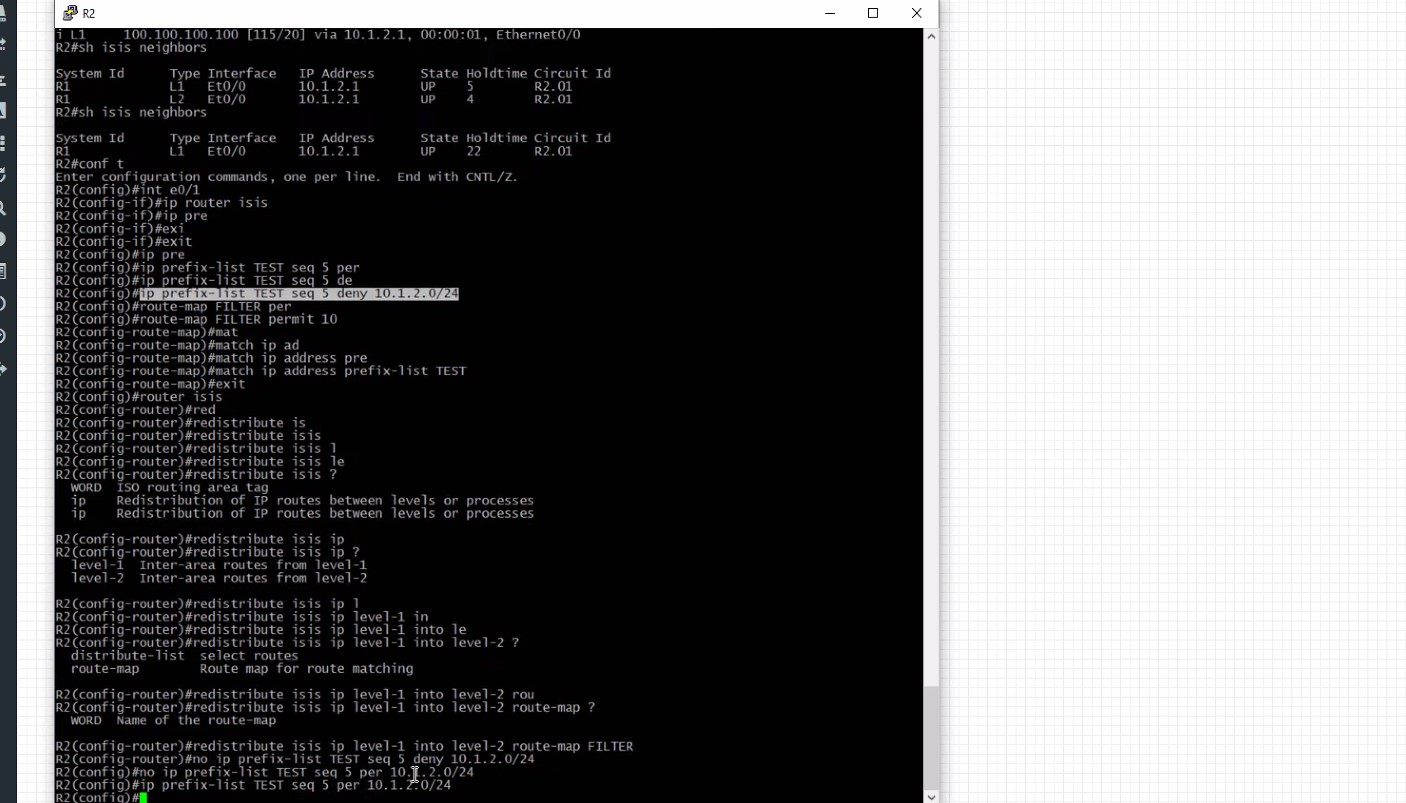 R2
i L1    100.100.100.100 [115/20] via 10.1.2.1, 00:00:01, Ethernet0/0
R2#sh isis neighbors
System Id      Type Interface   IP Address      State Holdtime Circuit Id
R1             L1   Et0/0       10.1.2.1        UP    5        R2.01
R1             L2   Et0/0       10.1.2.1        UP    4        R2.01
R2#sh isis neighbors
System Id      Type Interface   IP Address      State Holdtime Circuit Id
R1             L1   Et0/0       10.1.2.1        UP    22       R2.01
R2#conf t
Enter configuration commands, one per line.  End with CNTL/Z.
R2(config)#int e0/1
R2(config-if)#ip router isis
R2(config-if)#ip pre
R2(config-if)#exi
R2(config-if)#exit
R2(config)#ip pre
R2(config)#ip prefix-list TEST seq 5 per
R2(config)#ip prefix-list TEST seq 5 de
R2(config)#ip prefix-list TEST seq 5 deny 10.1.2.0/24
R2(config)#route-map FILTER per
R2(config)#route-map FILTER permit 10
R2(config-route-map)#mat
R2(config-route-map)#match ip ad
R2(config-route-map)#match ip address pre
R2(config-route-map)#match ip address prefix-list TEST
R2(config-route-map)#exit
R2(config)#router isis
R2(config-router)#red
R2(config-router)#redistribute is
R2(config-router)#redistribute isis
R2(config-router)#redistribute isis l
R2(config-router)#redistribute isis le
R2(config-router)#redistribute isis ?
  WORD  ISO routing area tag
  ip    Redistribution of IP routes between levels or processes
  ip    Redistribution of IP routes between levels or processes
R2(config-router)#redistribute isis ip
R2(config-router)#redistribute isis ip ?
  level-1  Inter-area routes from level-1
  level-2  Inter-area routes from level-2
R2(config-router)#redistribute isis ip l
R2(config-router)#redistribute isis ip level-1 in
R2(config-router)#redistribute isis ip level-1 into le
R2(config-router)#redistribute isis ip level-1 into level-2 ?
  distribute-list  select routes
  route-map        Route map for route matching
R2(config-router)#redistribute isis ip level-1 into level-2 rou
R2(config-router)#redistribute isis ip level-1 into level-2 route-map ?
  WORD  Name of the route-map
R2(config-router)#redistribute isis ip level-1 into level-2 route-map FILTER
R2(config-router)#no ip prefix-list TEST seq 5 deny 10.1.2.0/24
R2(config)#no ip prefix-list TEST seq 5 per 10.1.2.0/24
R2(config)#ip prefix-list TEST seq 5 per 10.1.2.0/24
R2(config)#